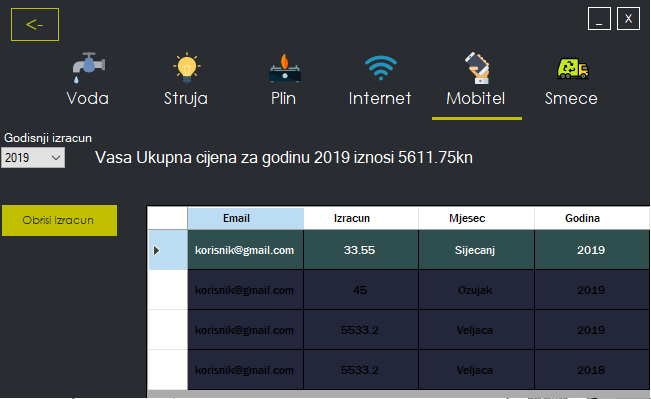 <-
_ X
Voda Struja Plin Internet Mobitel Smece
Godisnji izracun
2019
Vasa Ukupna cijena za godinu 2019 iznosi 5611.75kn
Obrisi Izracun
Email Izracun Mjesec Godina
korisnik@gmail.com 33.55 Sijecanj 2019
korisnik@gmail.com 45 Ozujak 2019
korisnik@gmail.com 5533.2 Veljaca 2019
korisnik@gmail.com 5533.2 Veljaca 2018